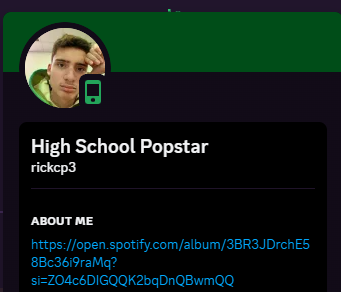 High School Popstar
rickcp3
ABOUT ME
https://open.spotify.com/album/3BR3JDrchE5
8Bc36i9raMq?
si=ZO4c6DIGQQK2bqDnQBwmQQ